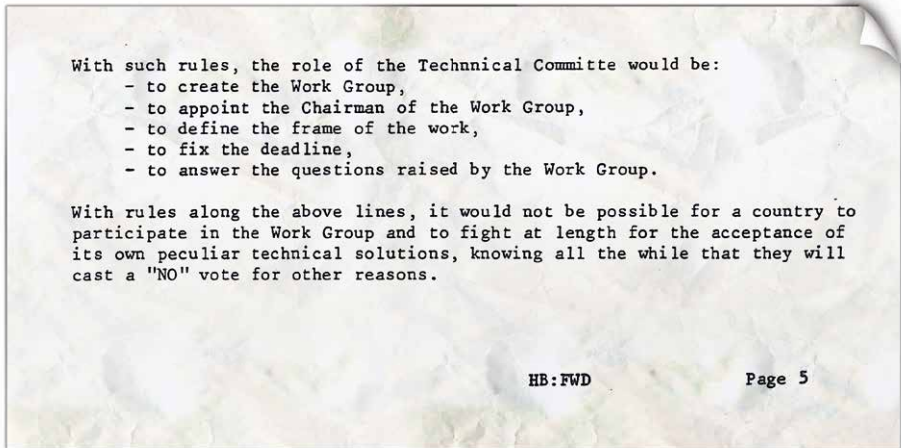 With such rules, the role of the Technnical Committe would be:
- to create the Work Group,
- to appoint the Chairman of the Work Group,
- to define the frame of the work,
- to fix the deadline,
- to answer the questions raised by the Work Group.
With rules along the above lines, it would not be possible for a country to
participate in the Work Group and to fight at length for the acceptance of
its own peculiar technical solutions, knowing all the while that they will
cast a "NO" vote for other reasons.
HB:FWD Page 5